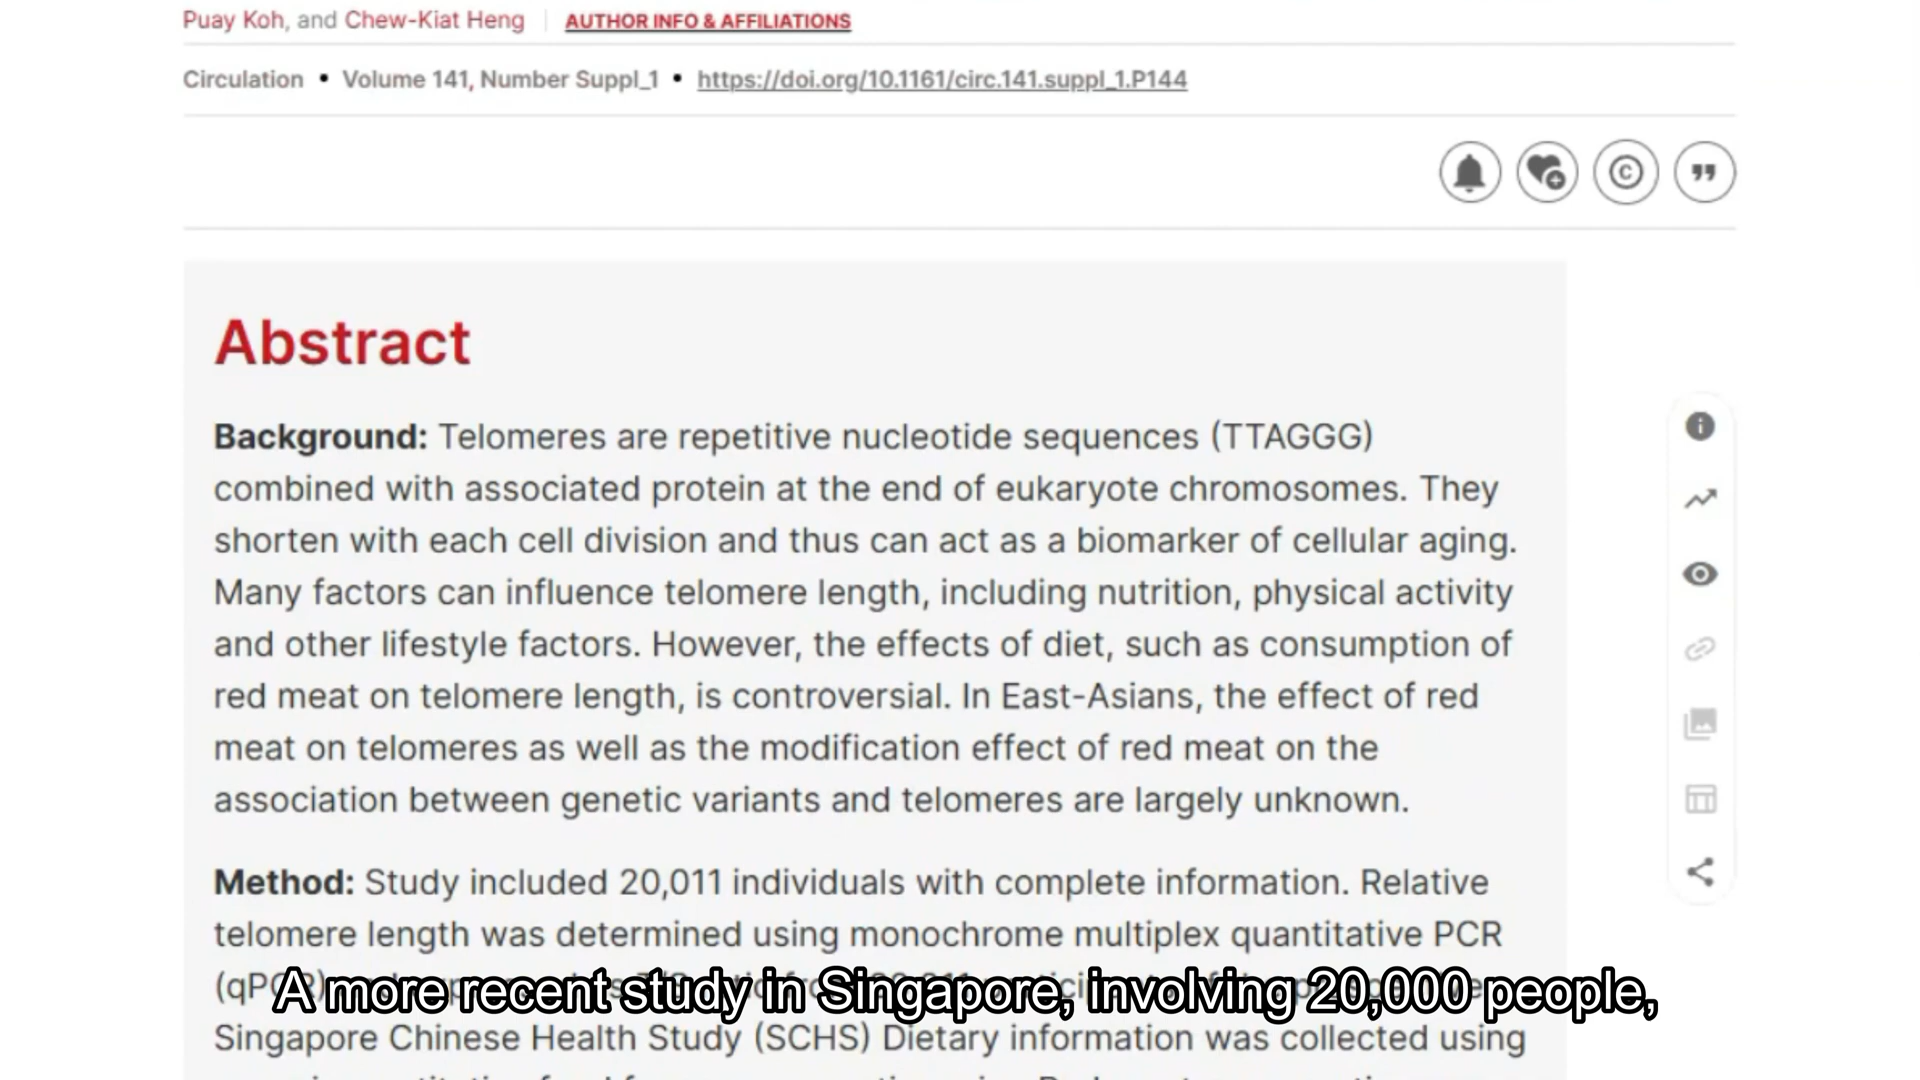 Puay Koh, and Chew-Kiat Heng AUTHOR INFO & AFFILIATIONS
Circulation • Volume 141, Number Suppl_1 • https://doi.org/10.1161/circ.141.suppl_1.P144
Abstract
Background: Telomeres are repetitive nucleotide sequences (TTAGGG)
combined with associated protein at the end of eukaryote chromosomes. They
shorten with each cell division and thus can act as a biomarker of cellular aging.
Many factors can influence telomere length, including nutrition, physical activity
and other lifestyle factors. However, the effects of diet, such as consumption of
red meat on telomere length, is controversial. In East-Asians, the effect of red
meat on telomeres as well as the modification effect of red meat on the
association between genetic variants and telomeres are largely unknown.
Method: Study included 20,011 individuals with complete information. Relative
telomere length was determined using monochrome multiplex quantitative PCR
(qPCR)
A more recent study in Singapore, involving 20,000 people,
Singapore Chinese Health Study (SCHS) Dietary information was collected using